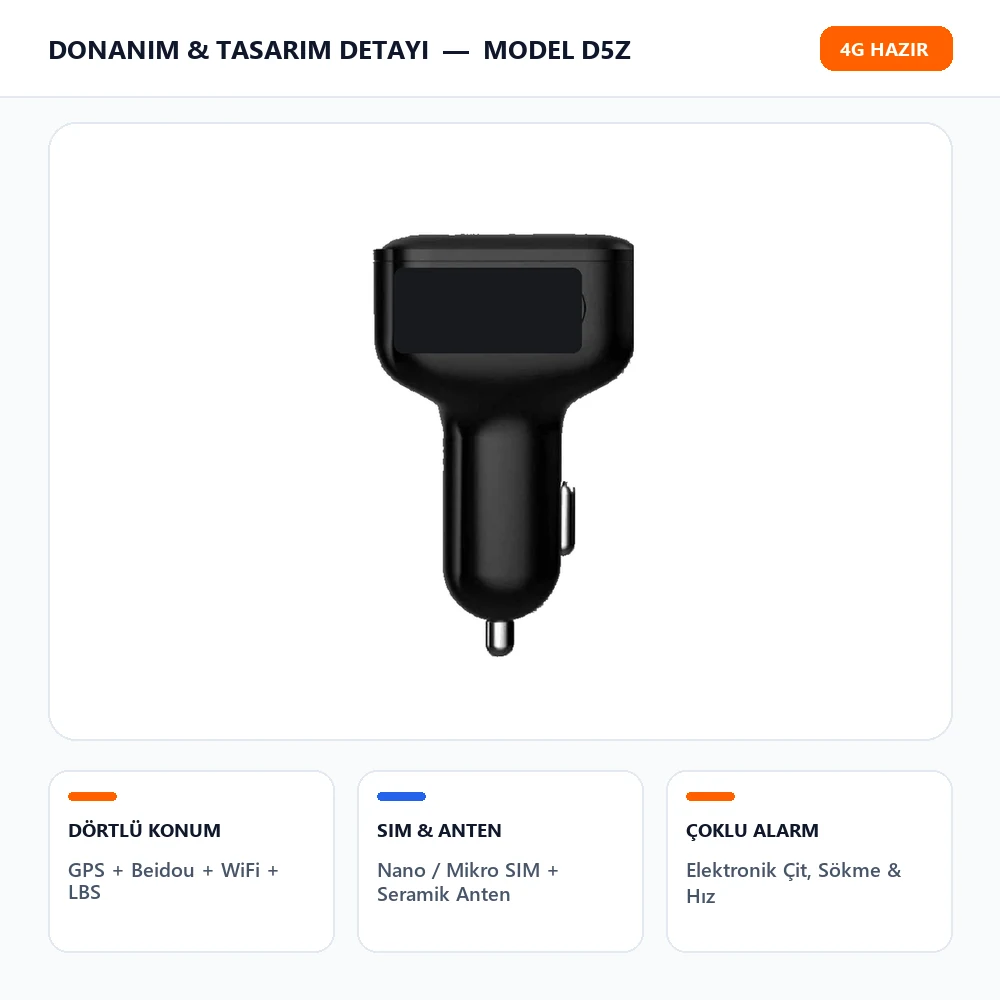 DONANIM & TASARIM DETAYI — MODEL D5Z
4G HAZIR
DÖRTLÜ KONUM
GPS + Beidou + WiFi +
LBS
SIM & ANTEN
Nano / Mikro SIM +
Seramik Anten
ÇOKLU ALARM
Elektronik Çit, Sökme &
Hız